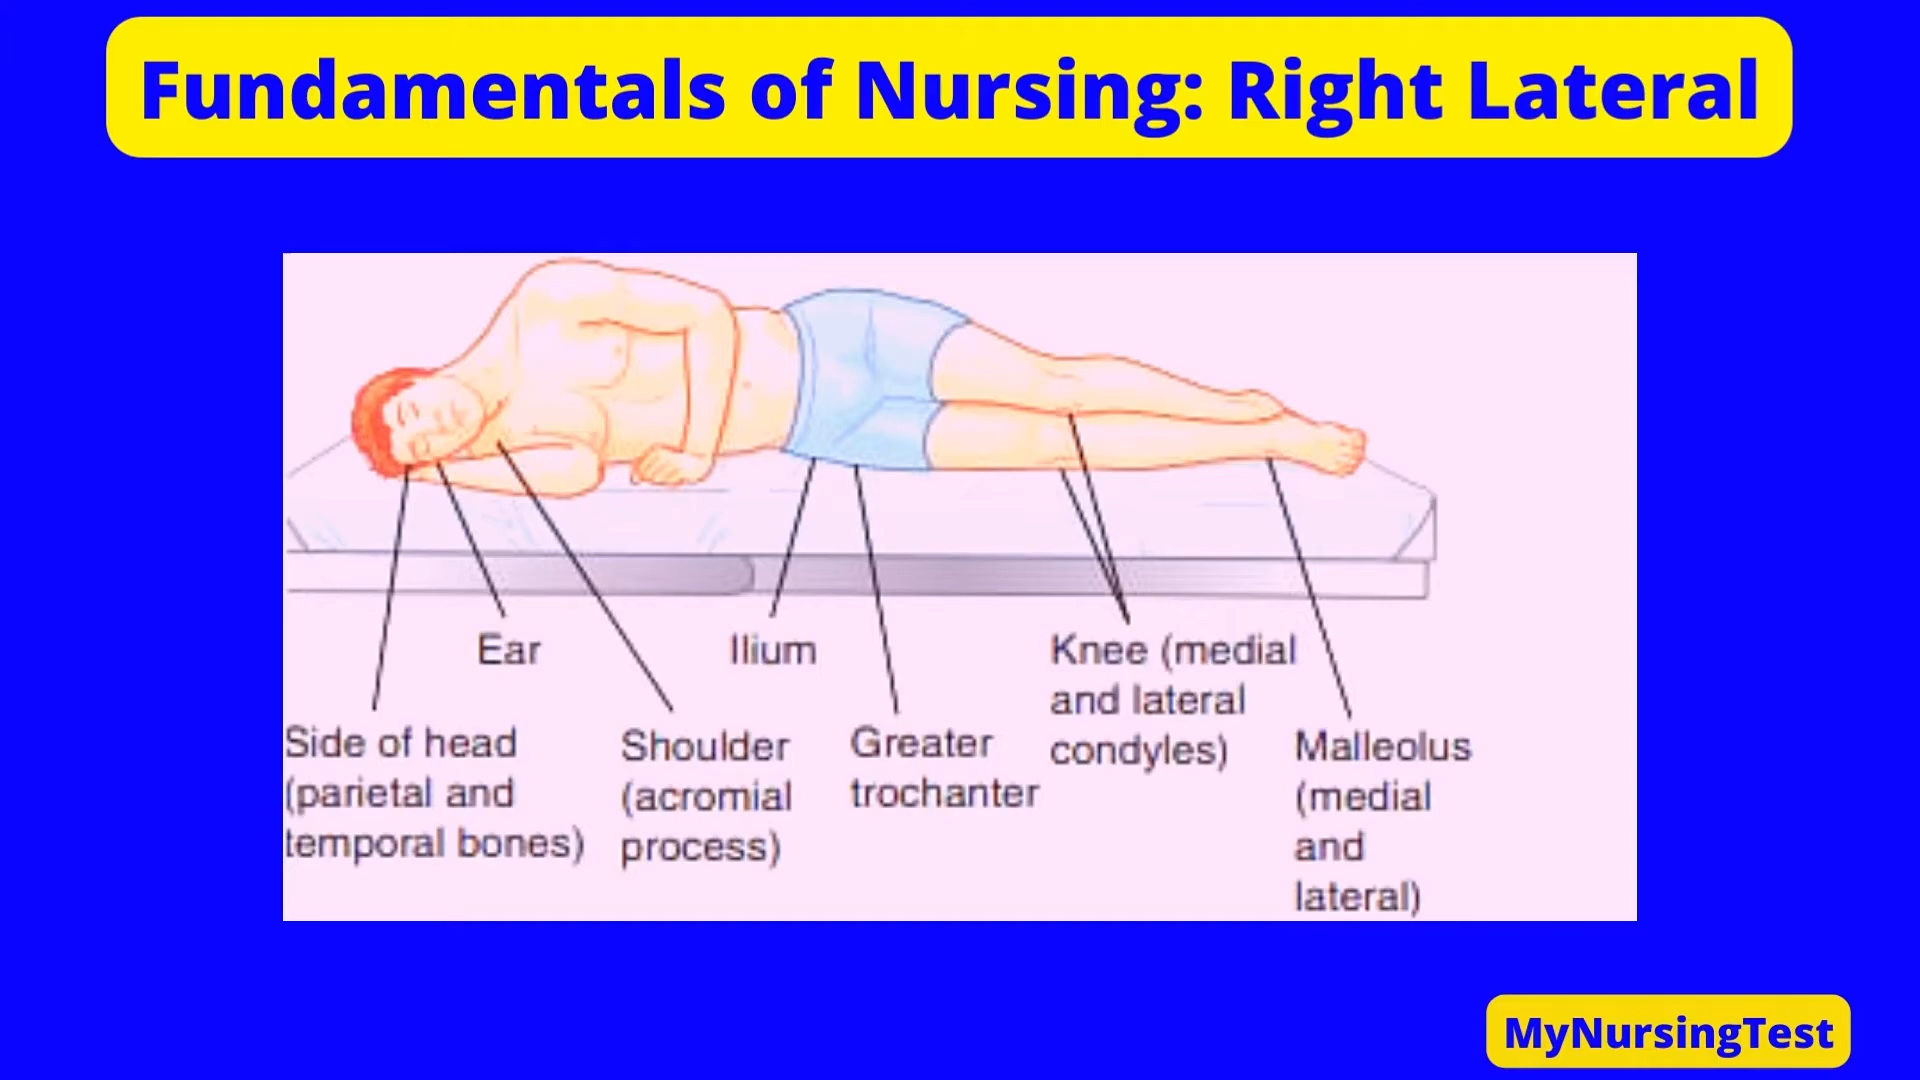 Fundamentals of Nursing: Right Lateral
Ear
Ilium
Knee (medial
and lateral
condyles)
Side of head
(parietal and
temporal bones)
Shoulder
(acromial
process)
Greater
trochanter
Malleolus
(medial
and
lateral)
MyNursingTest